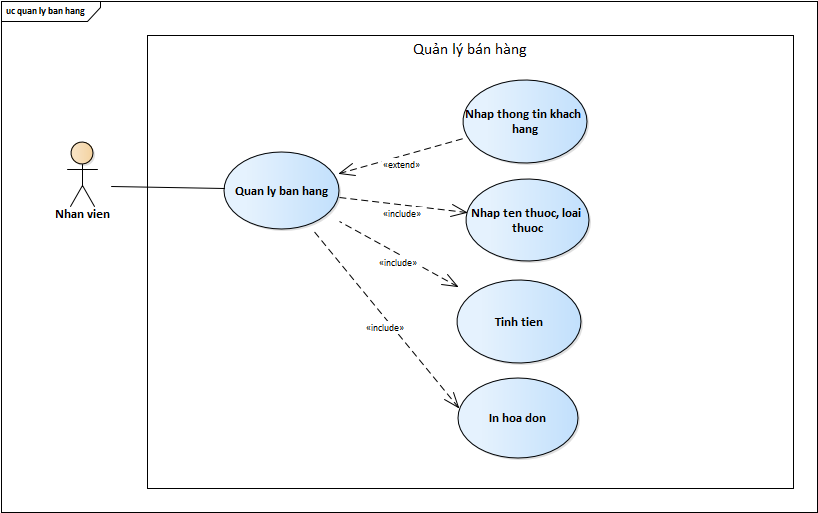 uc quan ly ban hang
Quản lý bán hàng
Nhap thong tin khach
hang
«extend»
Quan ly ban hang
Nhan vien
«include»
Nhap ten thuoc, loai
thuoc
«include»
Tinh tien
«include»
In hoa don